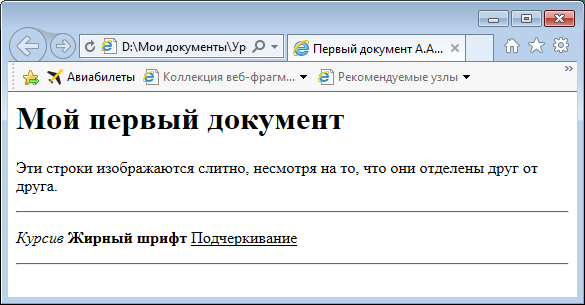 D:\Мои документы\Ур
Первый документ А.А...
Авиабилеты Коллекция веб-фрагм... Рекомендуемые узлы
Мой первый документ
Эти строки изображаются слитно, несмотря на то, что они отделены друг от
друга.
Курсив Жирный шрифт Подчеркивание